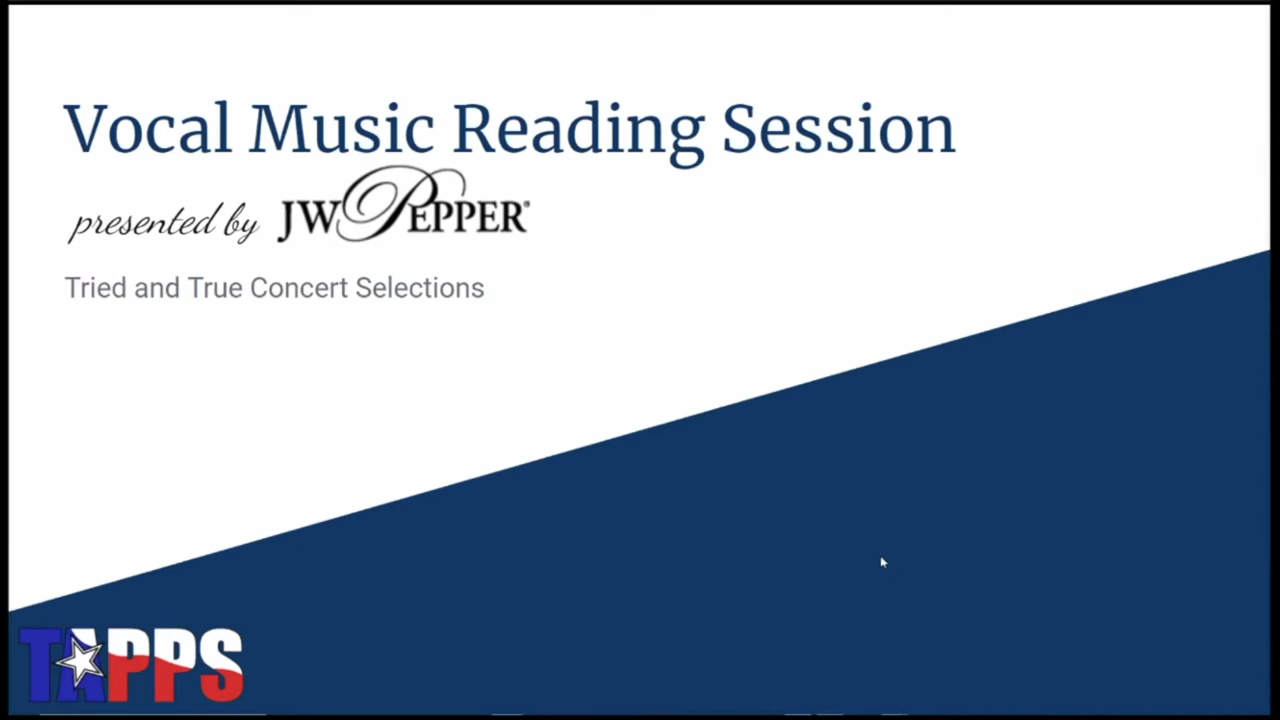 Vocal Music Reading Session
presented by JW PEPPER®
Tried and True Concert Selections
TAPPS